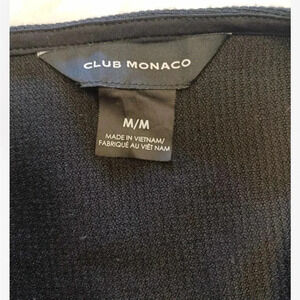 CLUB MONACO
M/M
MADE IN VIETNAM/
FABRIQUÉ AU VIÊT NAM